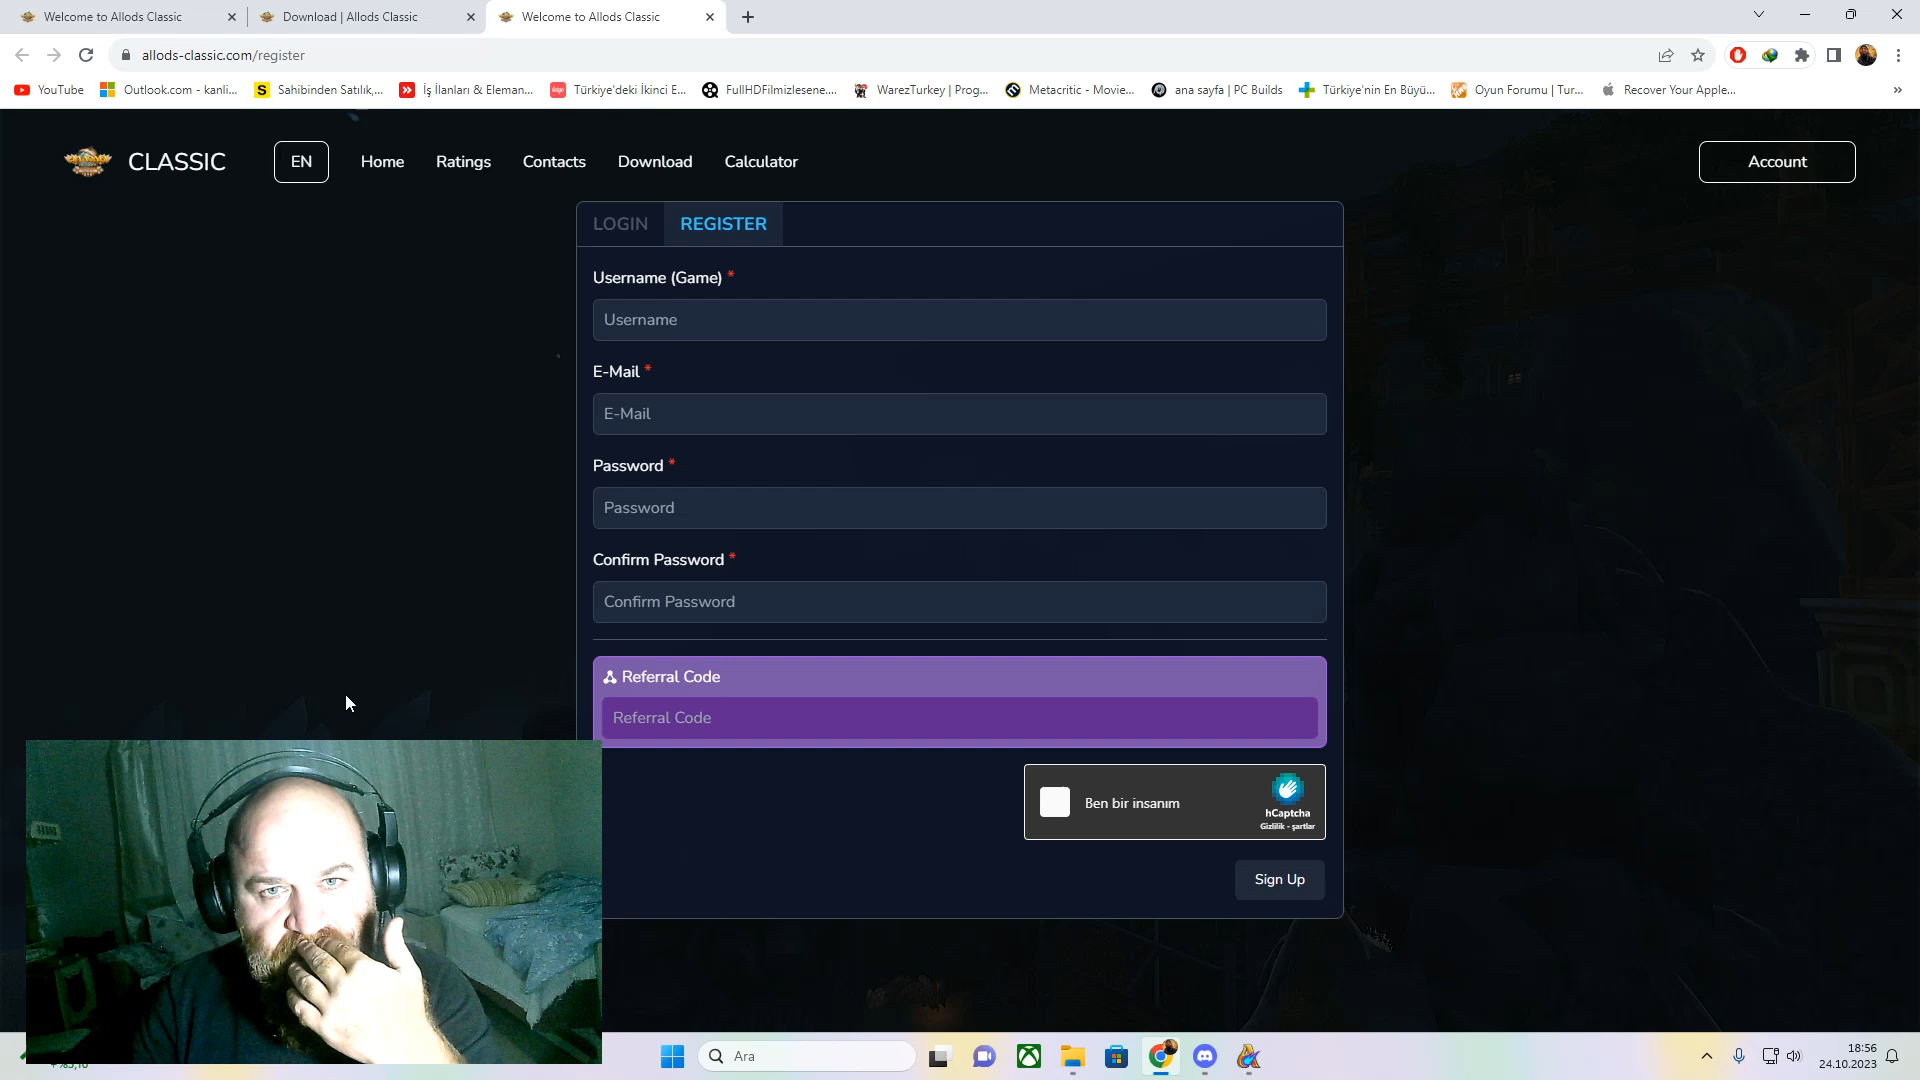 Welcome to Allods Classic
Download | Allods Classic
Welcome to Allods Classic
allods-classic.com/register
YouTube
Outlook.com - kanli...
Sahibinden Satılık,...
İş İlanları & Eleman...
Türkiye'deki İkinci E...
FullHDFilmizlesene....
WarezTurkey | Prog...
Metacritic - Movie...
ana sayfa | PC Builds
Türkiye'nin En Büyü...
Oyun Forumu | Tur...
Recover Your Apple...
CLASSIC
EN
Home
Ratings
Contacts
Download
Calculator
Account
LOGIN
REGISTER
Username (Game) *
Username
E-Mail *
E-Mail
Password *
Password
Confirm Password *
Confirm Password
Referral Code
Referral Code
Ben bir insanım
hCaptcha
Gizlilik - şartlar
Sign Up
Ara
18:56
24.10.2023